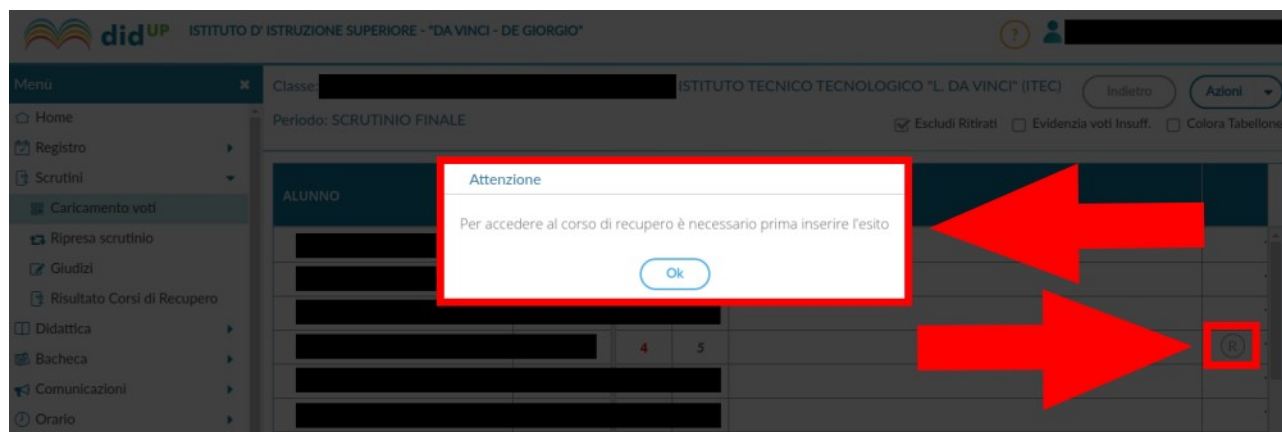 didUP ISTITUTO D' ISTRUZIONE SUPERIORE - "DA VINCI - DE GIORGIO" ?
Menù
Classe: ISTITUTO TECNICO TECNOLOGICO "L. DA VINCI" (ITEC) Indietro Azioni
Home
Periodo: SCRUTINIO FINALE Escludi Ritirati Evidenzia voti Insuff. Colora Tabellone
Registro
Scrutini
Caricamento voti
Ripresa scrutinio
Giudizi
Risultato Corsi di Recupero
Didattica
Bacheca
Comunicazioni
Orario
ALUNNO
Attenzione
Per accedere al corso di recupero è necessario prima inserire l'esito
Ok
4 5 R